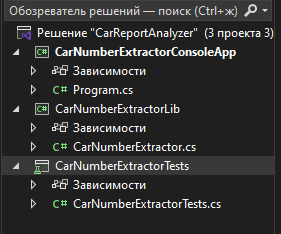 Обозреватель решений — поиск (Ctrl+ж)
Решение "CarReportAnalyzer" (3 проекта 3)
CarNumberExtractorConsoleApp
Зависимости
C# Program.cs
CarNumberExtractorLib
Зависимости
C# CarNumberExtractor.cs
CarNumberExtractorTests
Зависимости
C# CarNumberExtractorTests.cs